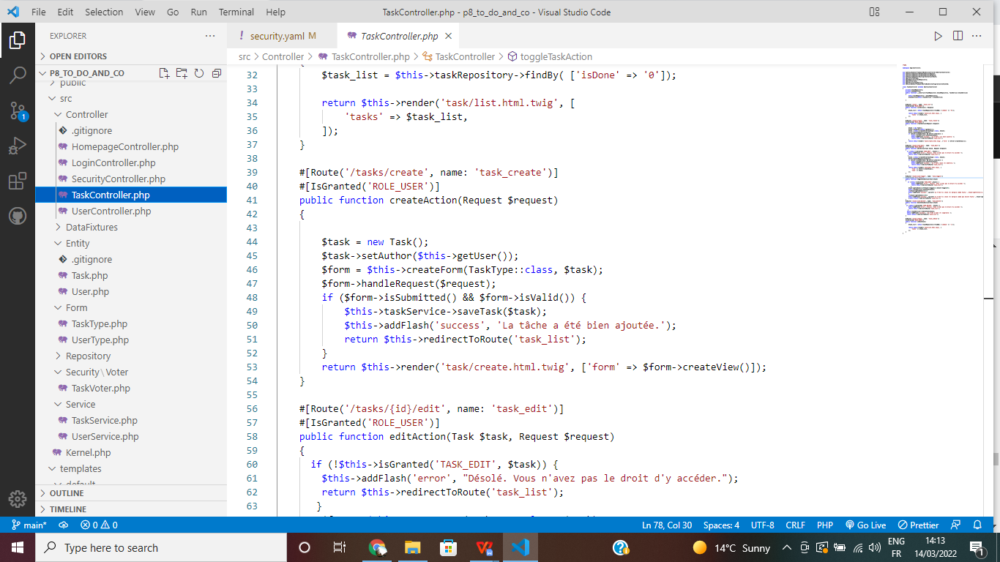 File Edit Selection View Go Run Terminal Help
TaskController.php - p8_to_do_and_co - Visual Studio Code
EXPLORER
OPEN EDITORS
P8_TO_DO_AND_CO
public
src
Controller
.gitignore
HomepageController.php
LoginController.php
SecurityController.php
TaskController.php
UserController.php
DataFixtures
Entity
.gitignore
Task.php
User.php
Form
TaskType.php
UserType.php
Repository
Security\Voter
TaskVoter.php
Service
TaskService.php
UserService.php
Kernel.php
templates
default
OUTLINE
TIMELINE
1
! security.yaml M
TaskController.php
src > Controller > TaskController.php > TaskController > toggleTaskAction
{
32 $task_list = $this->taskRepository->findBy( ['isDone' => '0']);
33
34 return $this->render('task/list.html.twig', [
35 'tasks' => $task_list,
36 ]);
37 }
38
39 #[Route('/tasks/create', name: 'task_create')]
40 #[IsGranted('ROLE_USER')]
41 public function createAction(Request $request)
42 {
43
44 $task = new Task();
45 $task->setAuthor($this->getUser());
46 $form = $this->createForm(TaskType::class, $task);
47 $form->handleRequest($request);
48 if ($form->isSubmitted() && $form->isValid()) {
49 $this->taskService->saveTask($task);
50 $this->addFlash('success', 'La tâche a été bien ajoutée.');
51 return $this->redirectToRoute('task_list');
52 }
53 return $this->render('task/create.html.twig', ['form' => $form->createView()]);
54 }
55
56 #[Route('/tasks/{id}/edit', name: 'task_edit')]
57 #[IsGranted('ROLE_USER')]
58 public function editAction(Task $task, Request $request)
59 {
60 if (!$this->isGranted('TASK_EDIT', $task)) {
61 $this->addFlash('error', "Désolé. Vous n'avez pas le droit d'y accéder.");
62 return $this->redirectToRoute('task_list');
63 }
main* 0 0
Ln 78, Col 30 Spaces: 4 UTF-8 CRLF PHP Go Live Prettier
Type here to search
14°C Sunny
ENG
FR
14:13
14/03/2022
1